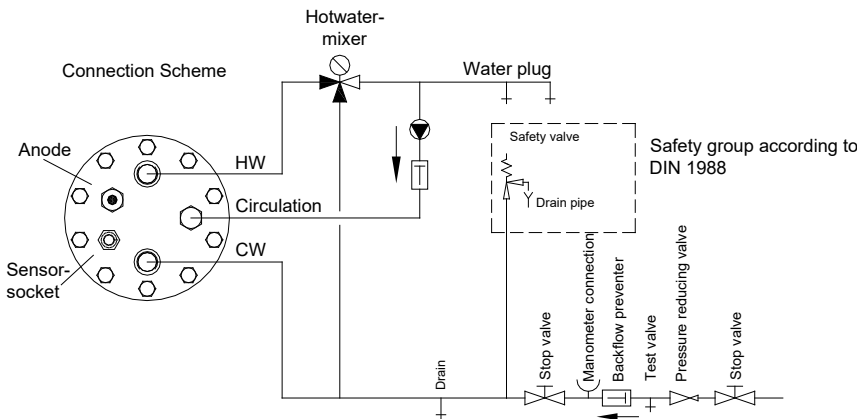 Hotwater-
mixer
Connection Scheme
Water plug
Anode
HW
Safety valve
Safety group according to
DIN 1988
Circulation
Drain pipe
CW
Sensor-
socket
Drain
Stop valve
Manometer connection
Backflow preventer
Test valve
Pressure reducing valve
Stop valve